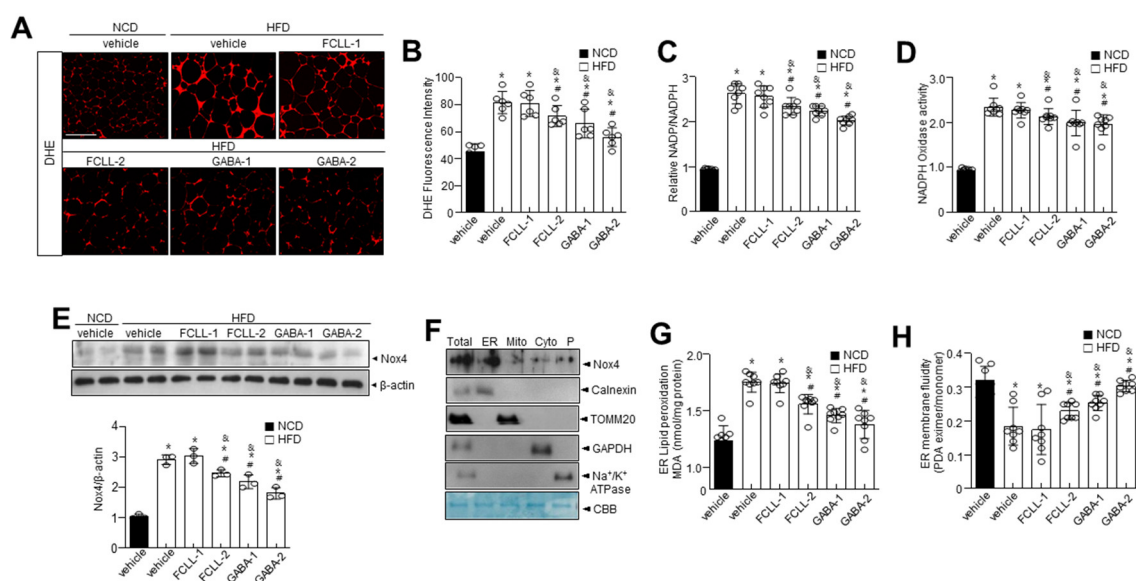 A
NCD
HFD
vehicle
vehicle
FCLL-1
DHE
HFD
FCLL-2
GABA-1
GABA-2
B
NCD
HFD
DHE Fluorescence Intensity
100
80
60
40
20
0
*
*
&
*
#
&
*
#
&
*
#
vehicle
vehicle
FCLL-1
FCLL-2
GABA-1
GABA-2
C
NCD
HFD
Relative NADP/NADPH
3
2
1
0
*
*
&
*
#
&
*
#
&
*
#
vehicle
vehicle
FCLL-1
FCLL-2
GABA-1
GABA-2
D
NCD
HFD
NADPH Oxidase activity
3.0
2.0
1.0
0
*
*
&
*
#
&
*
#
&
*
#
vehicle
vehicle
FCLL-1
FCLL-2
GABA-1
GABA-2
E
NCD
HFD
vehicle
vehicle
FCLL-1
FCLL-2
GABA-1
GABA-2
Nox4
β-actin
NCD
HFD
Nox4/β-actin
4
3
2
1
0
*
*
&
*
#
&
*
#
&
*
#
vehicle
vehicle
FCLL-1
FCLL-2
GABA-1
GABA-2
F
Total ER Mito Cyto P
Nox4
Calnexin
TOMM20
GAPDH
Na⁺/K⁺
ATPase
CBB
G
NCD
HFD
ER Lipid peroxidation
MDA (nmol/mg protein)
2.1
1.7
1.3
0
*
*
&
*
#
&
*
#
&
*
#
vehicle
vehicle
FCLL-1
FCLL-2
GABA-1
GABA-2
H
NCD
HFD
ER membrane fluidity
(PDA eximer/monomer)
0.4
0.3
0.2
0.1
0
*
*
&
*
#
&
*
#
&
*
#
vehicle
vehicle
FCLL-1
FCLL-2
GABA-1
GABA-2